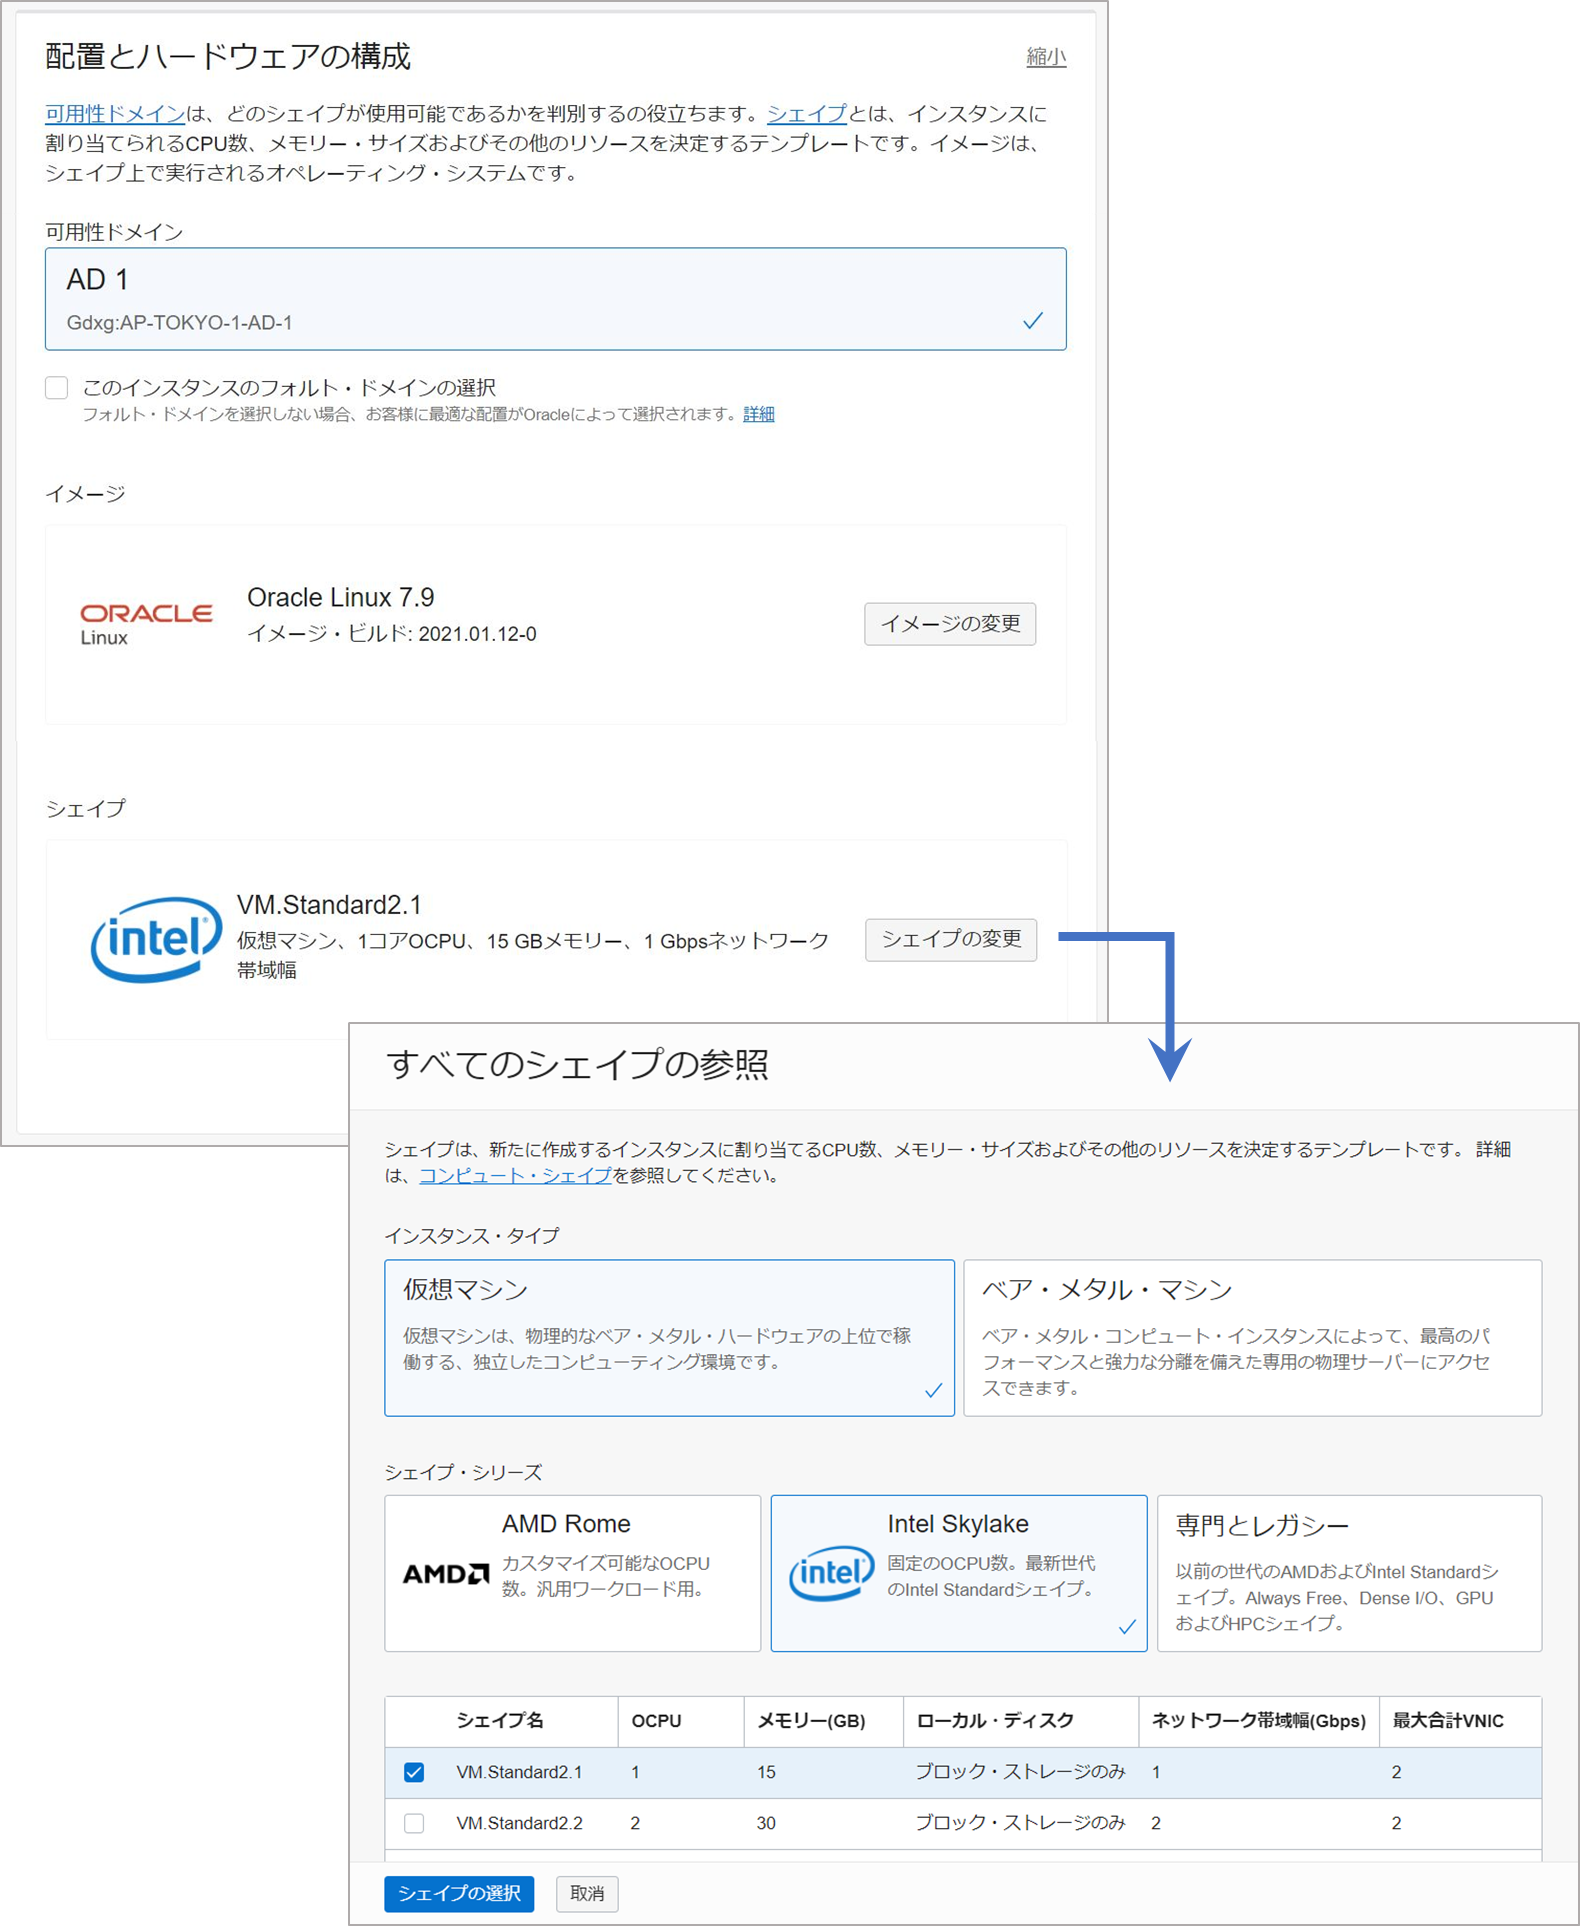 配置とハードウェアの構成
縮小
可用性ドメインは、どのシェイプが使用可能であるかを判別するの役立ちます。シェイプとは、インスタンスに
割り当てられるCPU数、メモリー・サイズおよびその他のリソースを決定するテンプレートです。イメージは、
シェイプ上で実行されるオペレーティング・システムです。
可用性ドメイン
AD 1
Gdxg:AP-TOKYO-1-AD-1
このインスタンスのフォルト・ドメインの選択
フォルト・ドメインを選択しない場合、お客様に最適な配置がOracleによって選択されます。詳細
イメージ
ORACLE
Linux
Oracle Linux 7.9
イメージ・ビルド: 2021.01.12-0
イメージの変更
シェイプ
intel
VM.Standard2.1
仮想マシン、1コアOCPU、15 GBメモリー、1 Gbpsネットワーク
帯域幅
シェイプの変更
すべてのシェイプの参照
シェイプは、新たに作成するインスタンスに割り当てるCPU数、メモリー・サイズおよびその他のリソースを決定するテンプレートです。 詳細
は、コンピュート・シェイプを参照してください。
インスタンス・タイプ
仮想マシン
仮想マシンは、物理的なベア・メタル・ハードウェアの上位で稼
働する、独立したコンピューティング環境です。
ベア・メタル・マシン
ベア・メタル・コンピュート・インスタンスによって、最高のパ
フォーマンスと強力な分離を備えた専用の物理サーバーにアクセ
スできます。
シェイプ・シリーズ
AMD
AMD Rome
カスタマイズ可能なOCPU
数。汎用ワークロード用。
intel
Intel Skylake
固定のOCPU数。最新世代
のIntel Standardシェイプ。
専門とレガシー
以前の世代のAMDおよびIntel Standardシ
ェイプ。Always Free、Dense I/O、GPU
およびHPCシェイプ。
シェイプ名 OCPU メモリー(GB) ローカル・ディスク ネットワーク帯域幅(Gbps) 最大合計VNIC
VM.Standard2.1 1 15 ブロック・ストレージのみ 1 2
VM.Standard2.2 2 30 ブロック・ストレージのみ 2 2
シェイプの選択
取消